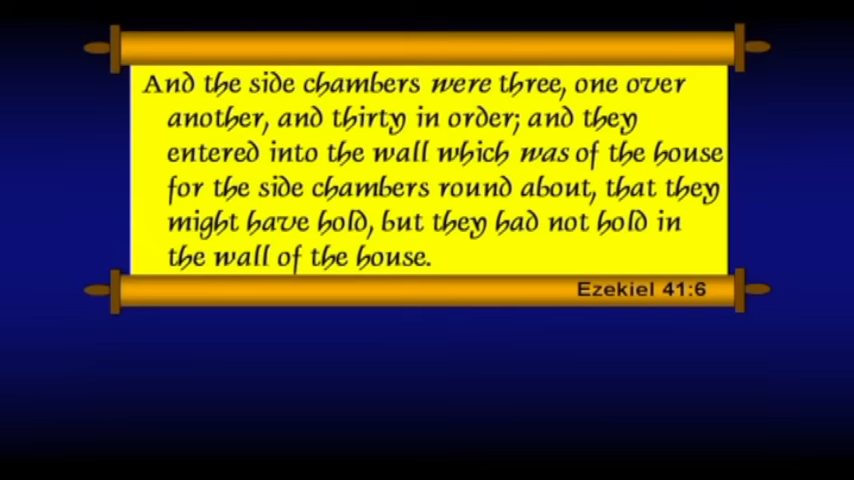 And the side chambers were three, one over
another, and thirty in order; and they
entered into the wall which was of the house
for the side chambers round about, that they
might have hold, but they had not hold in
the wall of the house.
Ezekiel 41:6